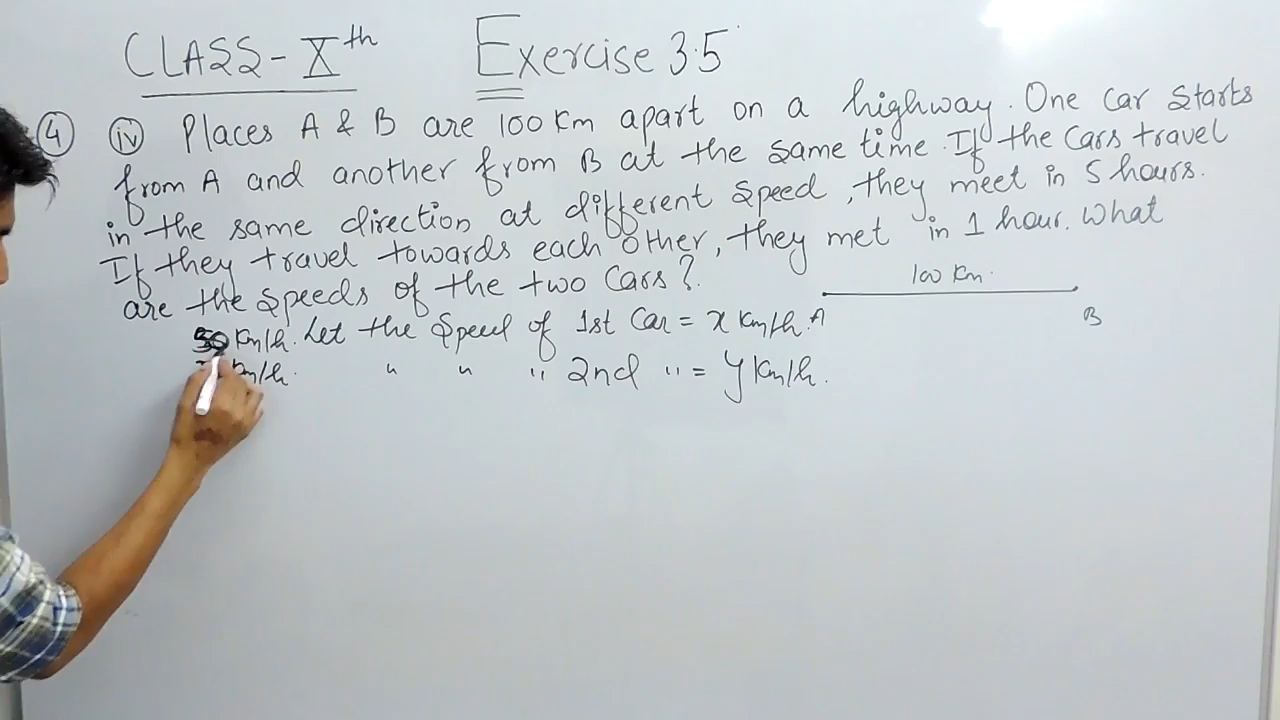 CLASS - Xth Exercise 3.5
4 iv Places A & B are 100 Km apart on a highway. One Car Starts
from A and another from B at the same time. If the Cars travel
in the same direction at different Speed, they meet in 5 hours.
If they travel towards each Other, they met in 1 hour. What
are the Speeds of the two Cars?
100 Km.
A B
Km/h. Let the Speed of 1st Car = x Km/h.
Km/h. " " " 2nd " = y Km/h.